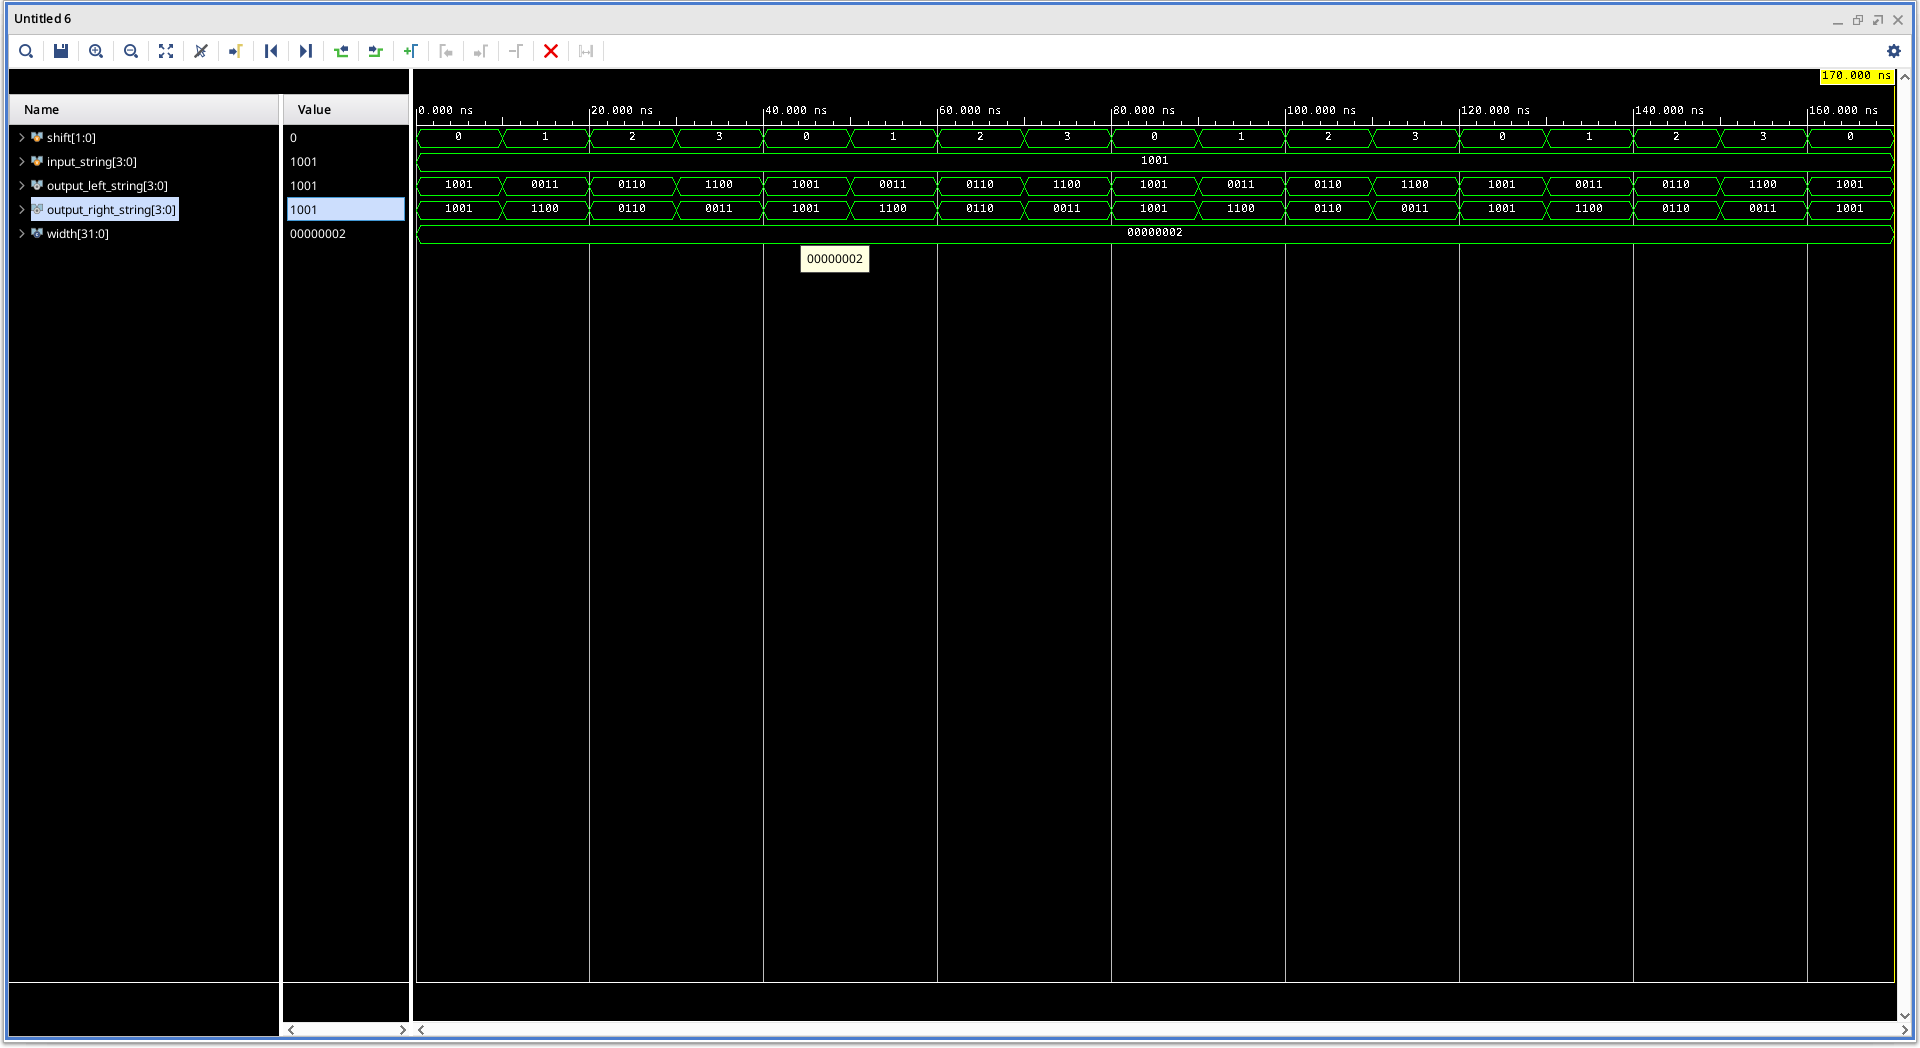 Untitled 6
170.000 ns
Name Value 0.000 ns 20.000 ns 40.000 ns 60.000 ns 80.000 ns 100.000 ns 120.000 ns 140.000 ns 160.000 ns
shift[1:0] 0 0 1 2 3 0 1 2 3 0 1 2 3 0 1 2 3 0
input_string[3:0] 1001 1001
output_left_string[3:0] 1001 1001 0011 0110 1100 1001 0011 0110 1100 1001 0011 0110 1100 1001 0011 0110 1100 1001
output_right_string[3:0] 1001 1001 1100 0110 0011 1001 1100 0110 0011 1001 1100 0110 0011 1001 1100 0110 0011 1001
width[31:0] 00000002 00000002
00000002